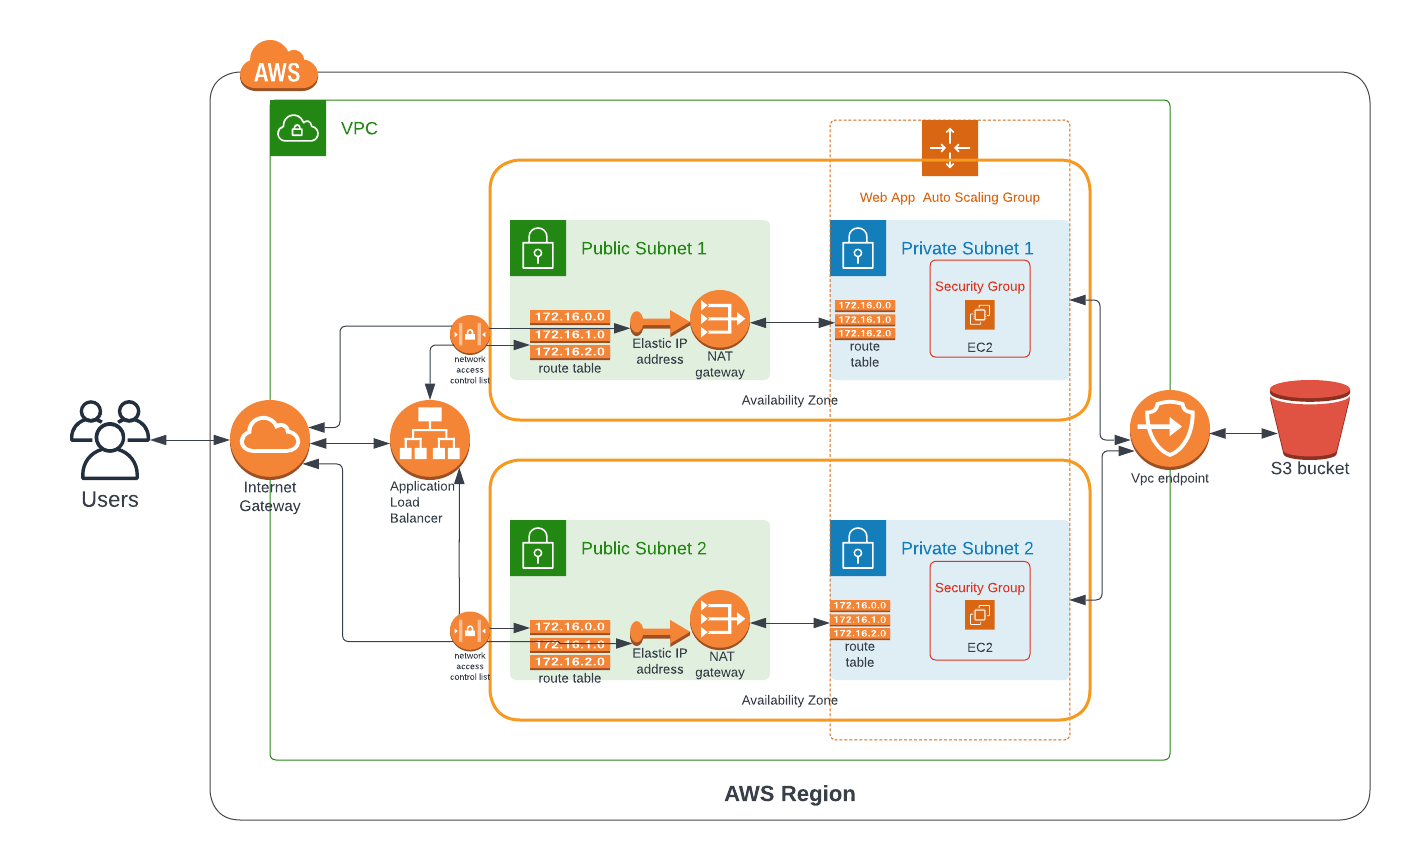 AWS
VPC
Web App  Auto Scaling Group
Public Subnet 1
Private Subnet 1
Security Group
172.16.0.0
172.16.1.0
172.16.2.0
route table
Elastic IP
address
NAT
gateway
172.16.0.0
172.16.1.0
172.16.2.0
route
table
EC2
network
access
control list
Availability Zone
Users
Internet
Gateway
Application
Load
Balancer
Vpc endpoint
S3 bucket
Public Subnet 2
Private Subnet 2
Security Group
172.16.0.0
172.16.1.0
172.16.2.0
route table
Elastic IP
address
NAT
gateway
172.16.0.0
172.16.1.0
172.16.2.0
route
table
EC2
network
access
control list
Availability Zone
AWS Region